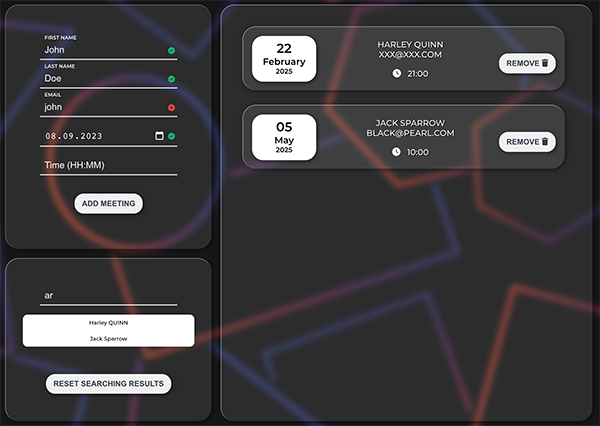 FIRST NAME
John
LAST NAME
Doe
EMAIL
john
08.09.2023
Time (HH:MM)
ADD MEETING
ar
Harley QUINN
Jack Sparrow
RESET SEARCHING RESULTS
22
February
2025
HARLEY QUINN
XXX@XXX.COM
21:00
REMOVE
05
May
2025
JACK SPARROW
BLACK@PEARL.COM
10:00
REMOVE